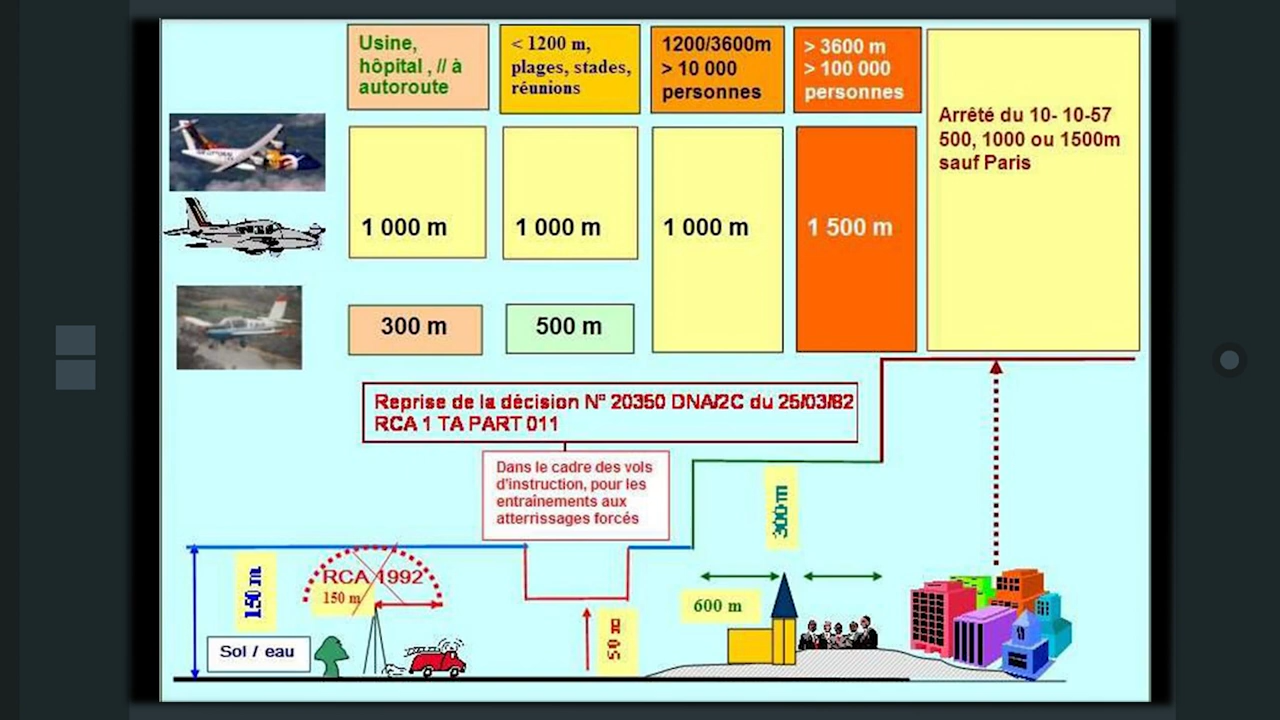 Usine,
hôpital , // à
autoroute
< 1200 m,
plages, stades,
réunions
1200/3600m
> 10 000
personnes
> 3600 m
> 100 000
personnes
Arrêté du 10- 10-57
500, 1000 ou 1500m
sauf Paris
1 000 m
1 000 m
1 000 m
1 500 m
300 m
500 m
Reprise de la décision N° 20350 DNA/2C du 25/03/82
RCA 1 TA PART 011
Dans le cadre des vols
d'instruction, pour les
entraînements aux
atterrissages forcés
300 m
150 m
RCA 1992
150 m
600 m
50 m
Sol / eau